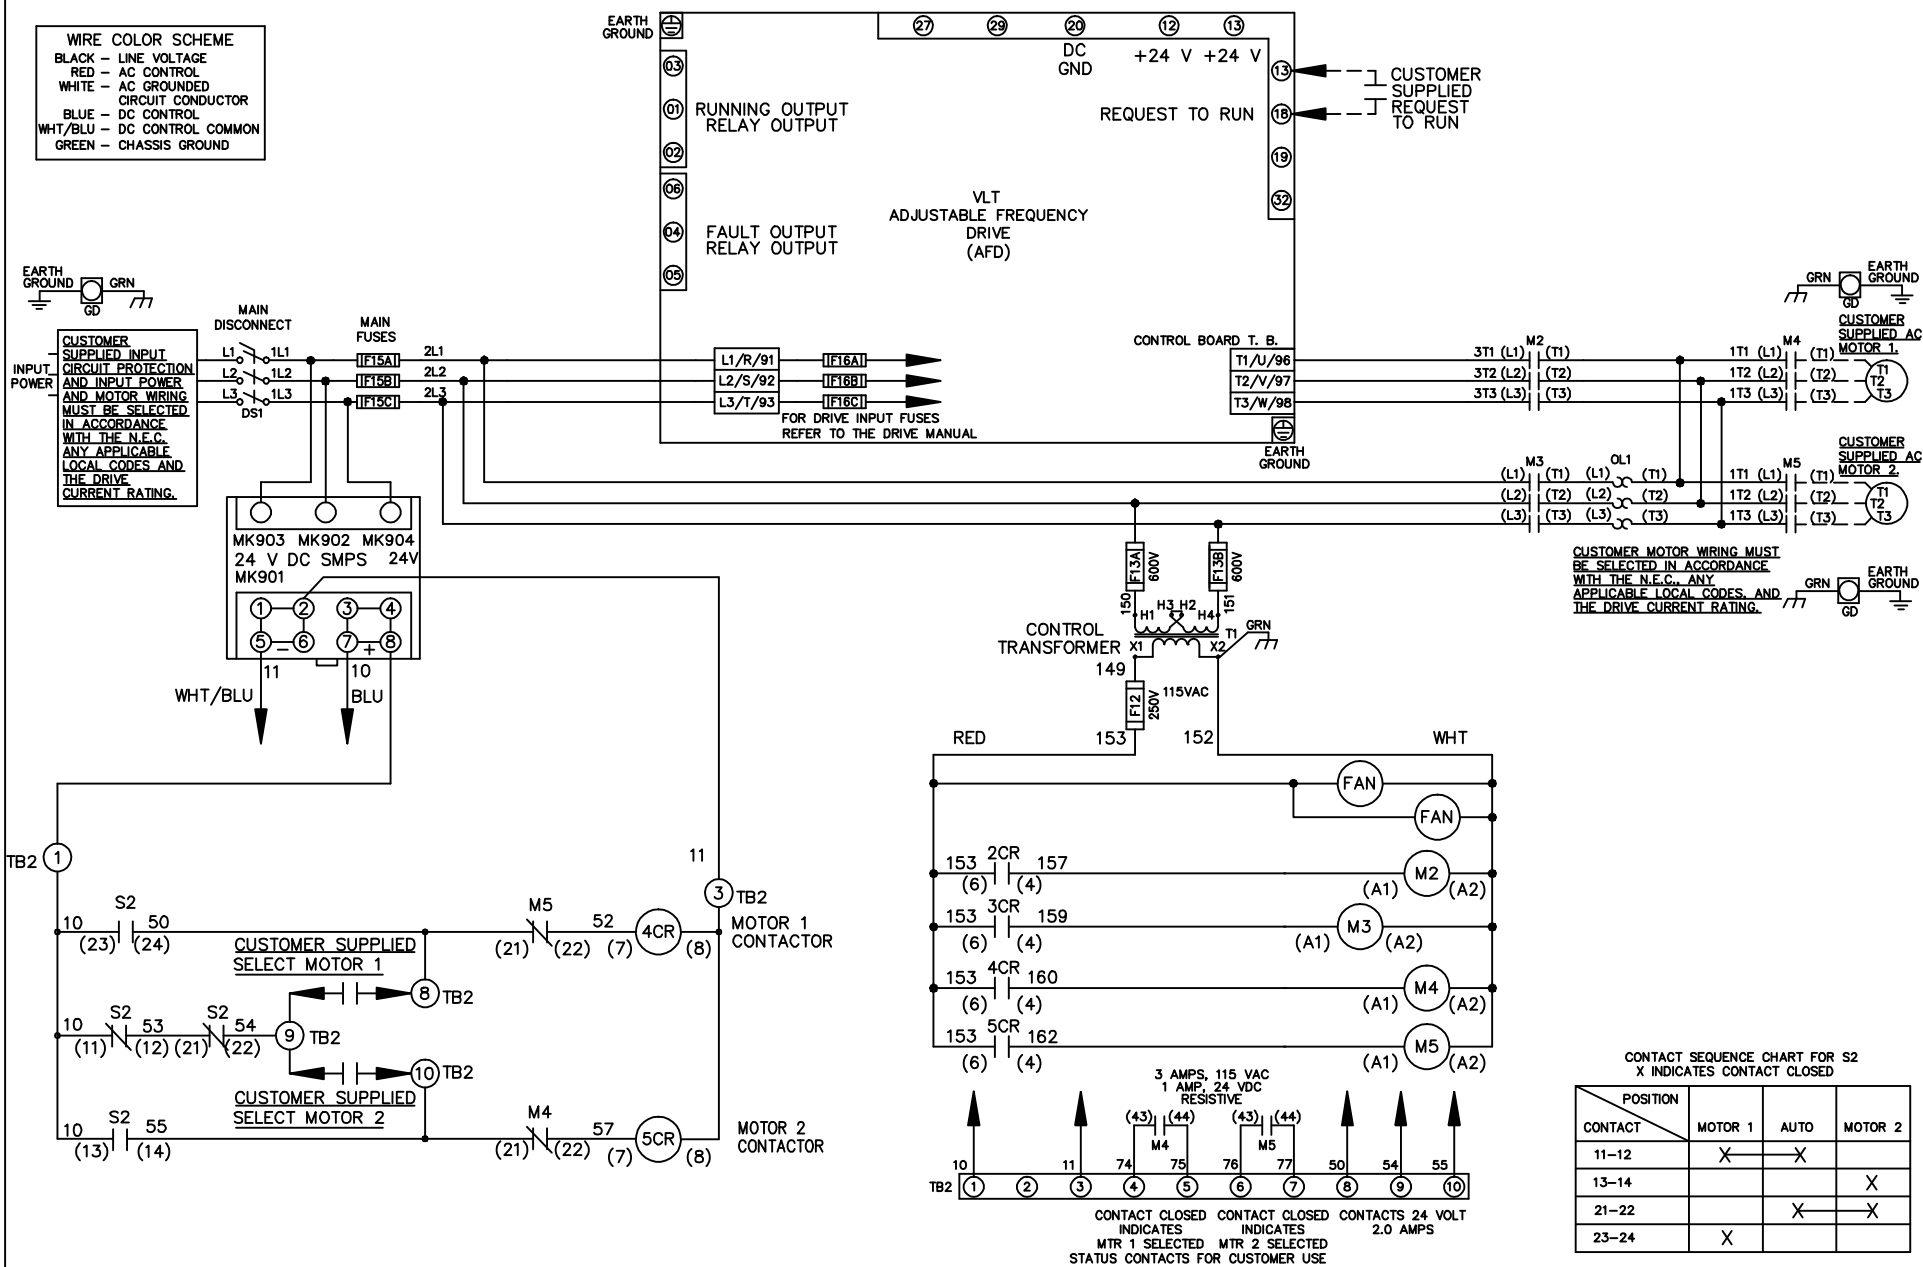 WIRE COLOR SCHEME
BLACK – LINE VOLTAGE
RED – AC CONTROL
WHITE – AC GROUNDED
CIRCUIT CONDUCTOR
BLUE – DC CONTROL
WHT/BLU – DC CONTROL COMMON
GREEN – CHASSIS GROUND
EARTH
GROUND
27 29 20 12 13
DC
GND
+24 V +24 V
03
01
02
RUNNING OUTPUT
RELAY OUTPUT
06
04
05
FAULT OUTPUT
RELAY OUTPUT
13
18
19
32
REQUEST TO RUN
CUSTOMER
SUPPLIED
REQUEST
TO RUN
VLT
ADJUSTABLE FREQUENCY
DRIVE
(AFD)
EARTH
GROUND
GRN
GD
INPUT
POWER
CUSTOMER
SUPPLIED INPUT
CIRCUIT PROTECTION
AND INPUT POWER
AND MOTOR WIRING
MUST BE SELECTED
IN ACCORDANCE
WITH THE N.E.C.
ANY APPLICABLE
LOCAL CODES AND
THE DRIVE
CURRENT RATING.
MAIN
DISCONNECT
L1 1L1
L2 1L2
L3 1L3
DS1
MAIN
FUSES
F15A 2L1
F15B 2L2
F15C 2L3
L1/R/91 F16A
L2/S/92 F16B
L3/T/93 F16C
FOR DRIVE INPUT FUSES
REFER TO THE DRIVE MANUAL
CONTROL BOARD T. B.
T1/U/96
T2/V/97
T3/W/98
EARTH
GROUND
M2
3T1 (L1) (T1)
3T2 (L2) (T2)
3T3 (L3) (T3)
M4
1T1 (L1) (T1)
1T2 (L2) (T2)
1T3 (L3) (T3)
T1
T2
T3
GRN
GD
EARTH
GROUND
CUSTOMER
SUPPLIED AC
MOTOR 1.
M3 OL1
(L1) (T1) (L1) (T1)
(L2) (T2) (L2) (T2)
(L3) (T3) (L3) (T3)
M5
1T1 (L1) (T1)
1T2 (L2) (T2)
1T3 (L3) (T3)
T1
T2
T3
CUSTOMER
SUPPLIED AC
MOTOR 2.
CUSTOMER MOTOR WIRING MUST
BE SELECTED IN ACCORDANCE
WITH THE N.E.C., ANY
APPLICABLE LOCAL CODES, AND
THE DRIVE CURRENT RATING.
GRN
GD
EARTH
GROUND
MK903 MK902 MK904
24 V DC SMPS 24V
MK901
1 2 3 4
5 – 6 7 + 8
11 10
WHT/BLU BLU
F13A 600V
F13B 600V
150 151
H1 H3 H2 H4
CONTROL
TRANSFORMER
X1 X2
T1
GRN
149
F12 250V
115VAC
153 152
RED WHT
FAN
FAN
153 2CR 157
(6) (4)
(A1) M2 (A2)
153 3CR 159
(6) (4)
(A1) M3 (A2)
153 4CR 160
(6) (4)
(A1) M4 (A2)
153 5CR 162
(6) (4)
(A1) M5 (A2)
TB2 1
11
3 TB2
10 S2 50
(23) (24)
M5
(21) (22)
52
(7) 4CR (8)
MOTOR 1
CONTACTOR
CUSTOMER SUPPLIED
SELECT MOTOR 1
8 TB2
10 S2 53 S2 54
(11) (12) (21) (22)
9 TB2
10 TB2
CUSTOMER SUPPLIED
SELECT MOTOR 2
10 S2 55
(13) (14)
M4
(21) (22)
57
(7) 5CR (8)
MOTOR 2
CONTACTOR
3 AMPS, 115 VAC
1 AMP, 24 VDC
RESISTIVE
(43) (44) (43) (44)
M4 M5
10 11 74 75 76 77 50 54 55
TB2 1 2 3 4 5 6 7 8 9 10
CONTACT CLOSED
INDICATES
MTR 1 SELECTED
CONTACT CLOSED
INDICATES
MTR 2 SELECTED
CONTACTS 24 VOLT
2.0 AMPS
STATUS CONTACTS FOR CUSTOMER USE
CONTACT SEQUENCE CHART FOR S2
X INDICATES CONTACT CLOSED
POSITION
CONTACT MOTOR 1 AUTO MOTOR 2
11–12 X X
13–14 X
21–22 X X
23–24 X